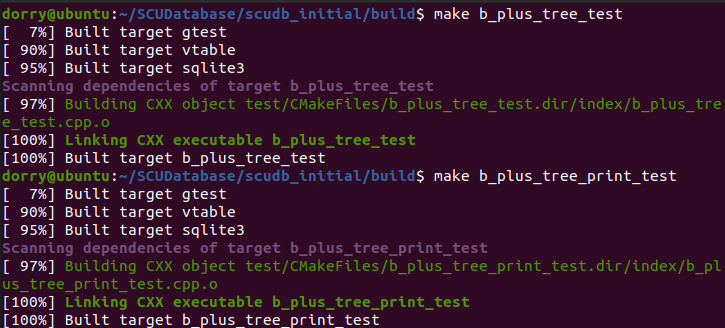 dorry@ubuntu:~/SCUDatabase/scudb_initial/build$ make b_plus_tree_test
[  7%] Built target gtest
[ 90%] Built target vtable
[ 95%] Built target sqlite3
Scanning dependencies of target b_plus_tree_test
[ 97%] Building CXX object test/CMakeFiles/b_plus_tree_test.dir/index/b_plus_tre
e_test.cpp.o
[100%] Linking CXX executable b_plus_tree_test
[100%] Built target b_plus_tree_test
dorry@ubuntu:~/SCUDatabase/scudb_initial/build$ make b_plus_tree_print_test
[  7%] Built target gtest
[ 90%] Built target vtable
[ 95%] Built target sqlite3
Scanning dependencies of target b_plus_tree_print_test
[ 97%] Building CXX object test/CMakeFiles/b_plus_tree_print_test.dir/index/b_pl
us_tree_print_test.cpp.o
[100%] Linking CXX executable b_plus_tree_print_test
[100%] Built target b_plus_tree_print_test